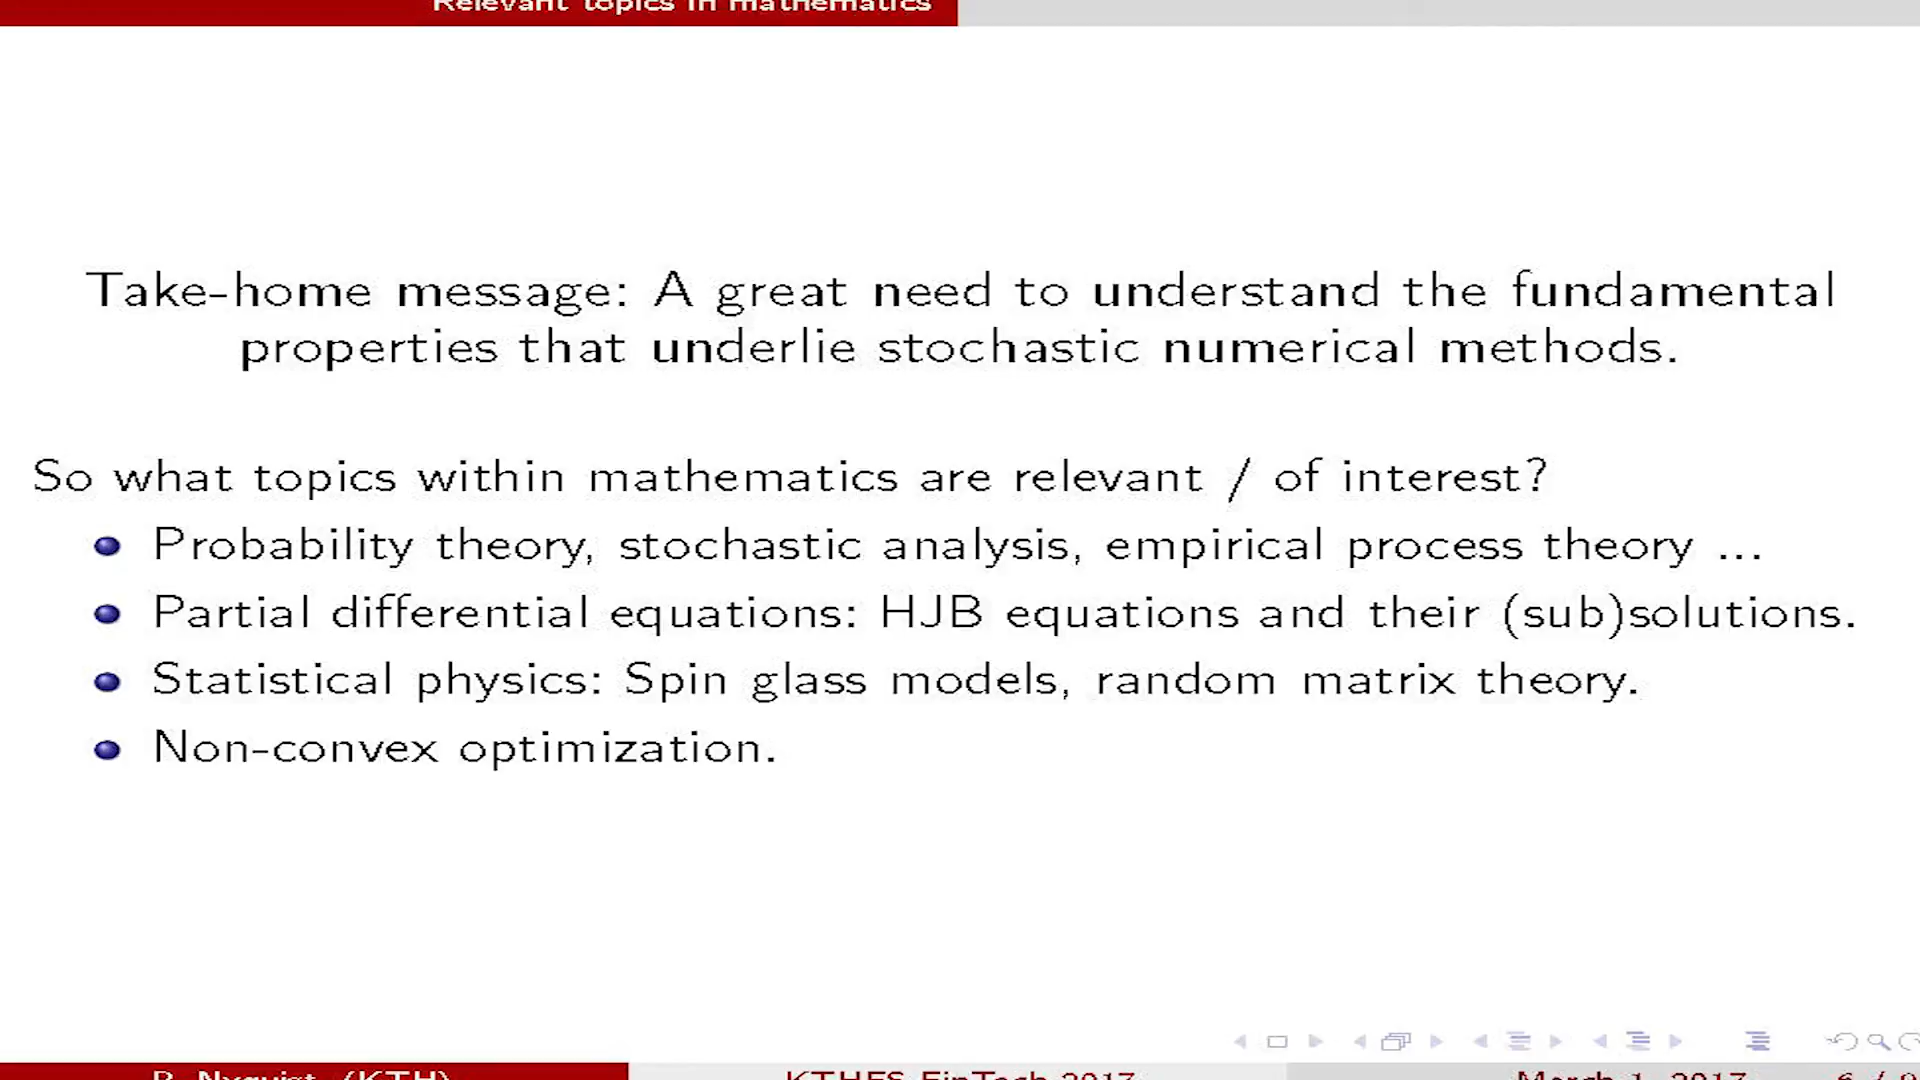 Relevant topics in mathematics
Take-home message: A great need to understand the fundamental
properties that underlie stochastic numerical methods.
So what topics within mathematics are relevant / of interest?
Probability theory, stochastic analysis, empirical process theory ...
Partial differential equations: HJB equations and their (sub)solutions.
Statistical physics: Spin glass models, random matrix theory.
Non-convex optimization.
P. Nyquist (KTH)
KTHFS FinTech 2017
March 1, 2017